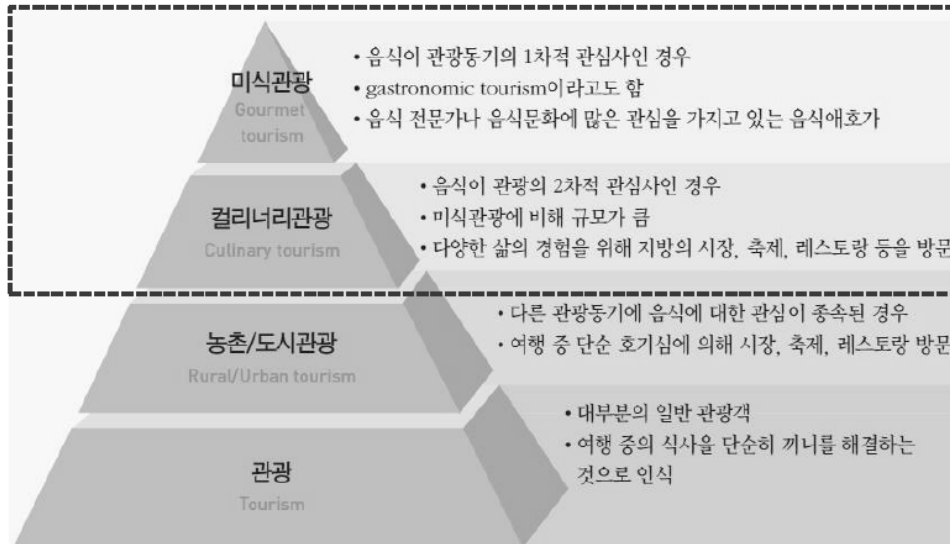 미식관광
Gourmet
tourism
• 음식이 관광동기의 1차적 관심사인 경우
• gastronomic tourism이라고도 함
• 음식 전문가나 음식문화에 많은 관심을 가지고 있는 음식애호가
컬리너리관광
Culinary tourism
• 음식이 관광의 2차적 관심사인 경우
• 미식관광에 비해 규모가 큼
• 다양한 삶의 경험을 위해 지방의 시장, 축제, 레스토랑 등을 방문
농촌/도시관광
Rural/Urban tourism
• 다른 관광동기에 음식에 대한 관심이 종속된 경우
• 여행 중 단순 호기심에 의해 시장, 축제, 레스토랑 방문
관광
Tourism
• 대부분의 일반 관광객
• 여행 중의 식사을 단순히 끼니를 해결하는
것으로 인식